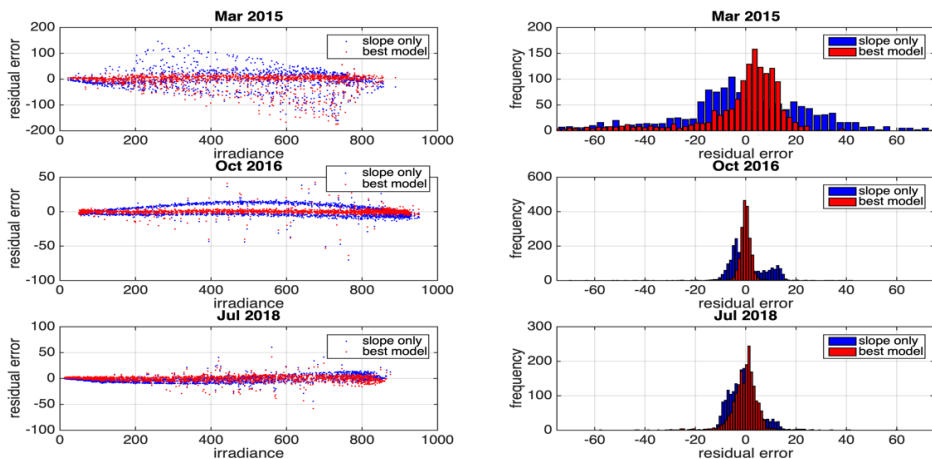 Mar 2015
200
100
0
-100
-200
0
200
400
600
800
1000
residual error
irradiance
slope only
best model
Mar 2015
200
150
100
50
0
-60
-40
-20
0
20
40
60
frequency
residual error
slope only
best model
Oct 2016
50
0
-50
-100
0
200
400
600
800
1000
residual error
irradiance
slope only
best model
Oct 2016
600
400
200
0
-60
-40
-20
0
20
40
60
frequency
residual error
slope only
best model
Jul 2018
100
50
0
-50
-100
0
200
400
600
800
1000
residual error
irradiance
slope only
best model
Jul 2018
300
200
100
0
-60
-40
-20
0
20
40
60
frequency
residual error
slope only
best model